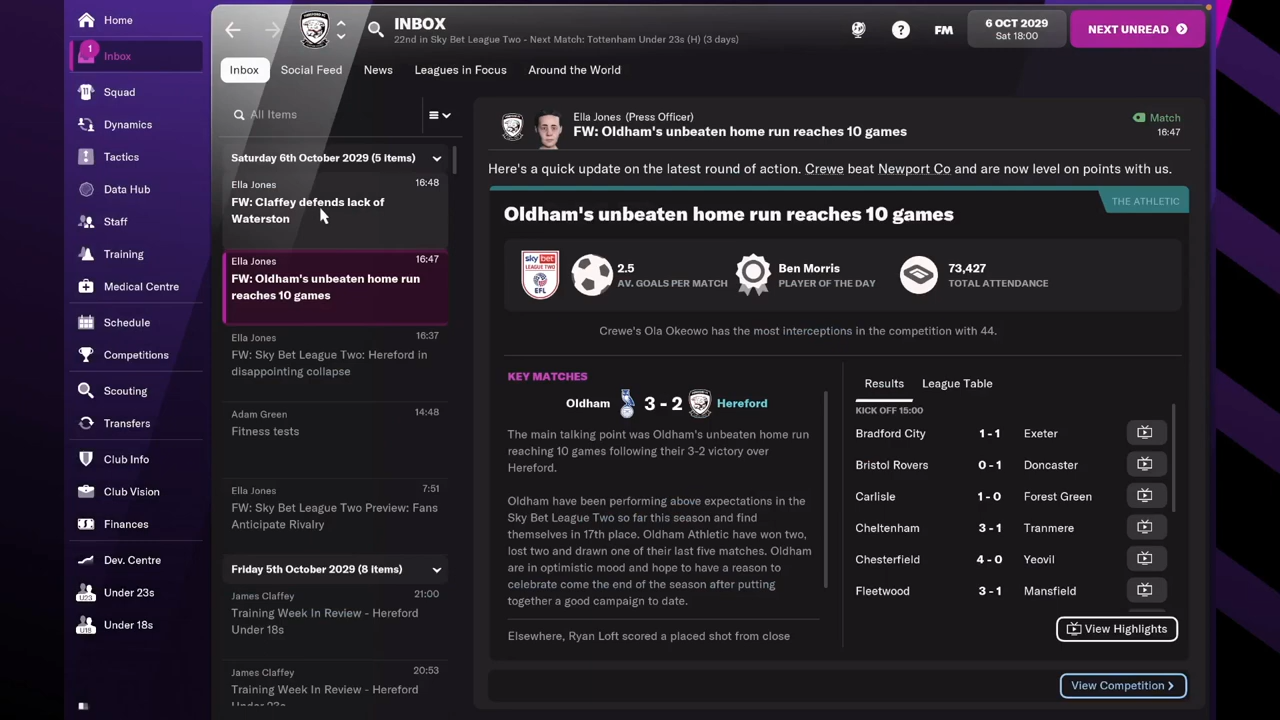 Home
INBOX
22nd in Sky Bet League Two - Next Match: Tottenham Under 23s (H) (3 days)
FM
6 OCT 2029
Sat 18:00
NEXT UNREAD
1
Inbox
Squad
Dynamics
Tactics
Data Hub
Staff
Training
Medical Centre
Schedule
Competitions
Scouting
Transfers
Club Info
Club Vision
Finances
Dev. Centre
U23
Under 23s
U18
Under 18s
Inbox
Social Feed
News
Leagues in Focus
Around the World
All Items
Saturday 6th October 2029 (5 items)
Ella Jones
16:48
FW: Claffey defends lack of
Waterston
Ella Jones
16:47
FW: Oldham's unbeaten home run
reaches 10 games
Ella Jones
16:37
FW: Sky Bet League Two: Hereford in
disappointing collapse
Adam Green
14:48
Fitness tests
Ella Jones
7:51
FW: Sky Bet League Two Preview: Fans
Anticipate Rivalry
Friday 5th October 2029 (8 items)
James Claffey
21:00
Training Week In Review - Hereford
Under 18s
James Claffey
20:53
Training Week In Review - Hereford
Under 23s
Ella Jones (Press Officer)
FW: Oldham's unbeaten home run reaches 10 games
Match
16:47
Here's a quick update on the latest round of action. Crewe beat Newport Co and are now level on points with us.
THE ATHLETIC
Oldham's unbeaten home run reaches 10 games
sky bet
LEAGUE TWO
EFL
2.5
AV. GOALS PER MATCH
Ben Morris
PLAYER OF THE DAY
73,427
TOTAL ATTENDANCE
Crewe's Ola Okeowo has the most interceptions in the competition with 44.
KEY MATCHES
Oldham 3 - 2 Hereford
The main talking point was Oldham's unbeaten home run
reaching 10 games following their 3-2 victory over
Hereford.
Oldham have been performing above expectations in the
Sky Bet League Two so far this season and find
themselves in 17th place. Oldham Athletic have won two,
lost two and drawn one of their last five matches. Oldham
are in optimistic mood and hope to have a reason to
celebrate come the end of the season after putting
together a good campaign to date.
Elsewhere, Ryan Loft scored a placed shot from close
Results
League Table
KICK OFF 15:00
Bradford City 1 - 1 Exeter
Bristol Rovers 0 - 1 Doncaster
Carlisle 1 - 0 Forest Green
Cheltenham 3 - 1 Tranmere
Chesterfield 4 - 0 Yeovil
Fleetwood 3 - 1 Mansfield
View Highlights
View Competition